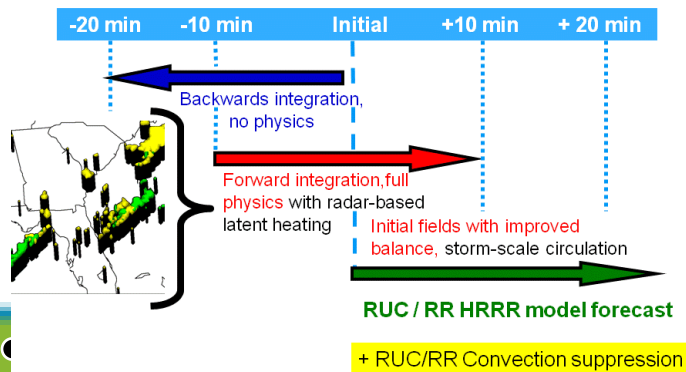 -20 min -10 min Initial +10 min + 20 min
Backwards integration,
no physics
Forward integration,full
physics with radar-based
latent heating
Initial fields with improved
balance, storm-scale circulation
RUC / RR HRRR model forecast
+ RUC/RR Convection suppression